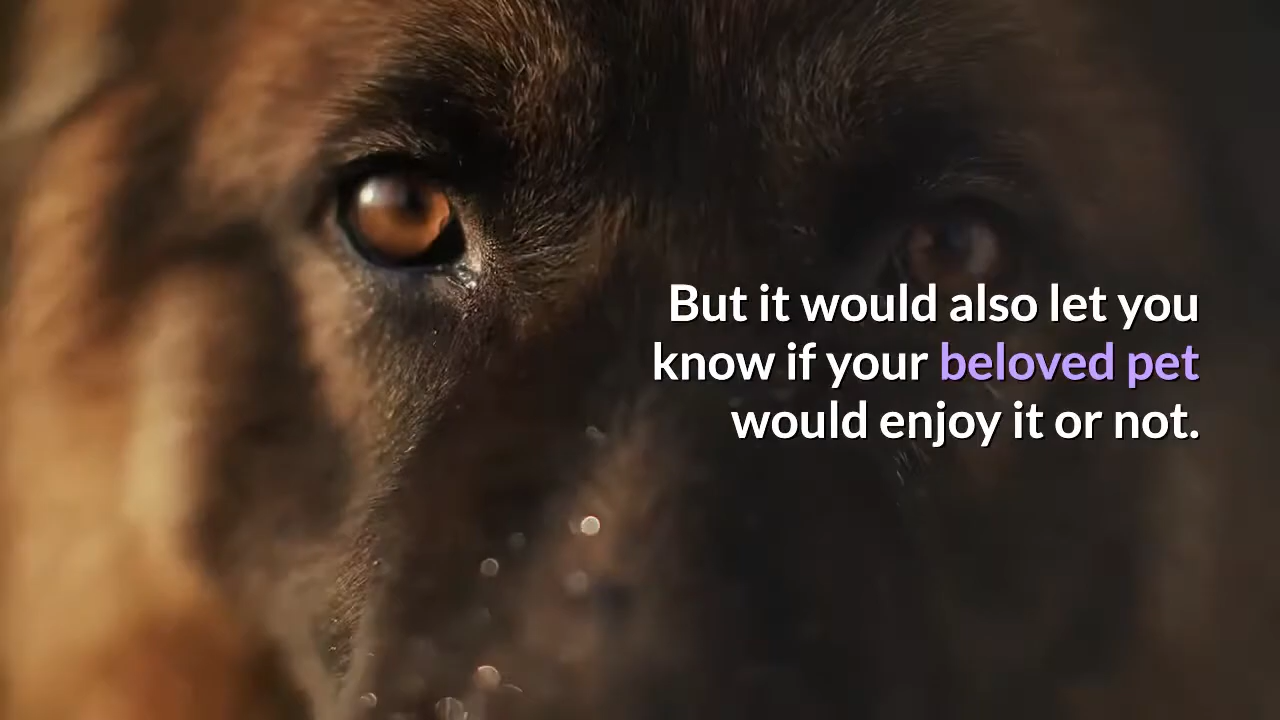 But it would also let you
know if your beloved pet
would enjoy it or not.